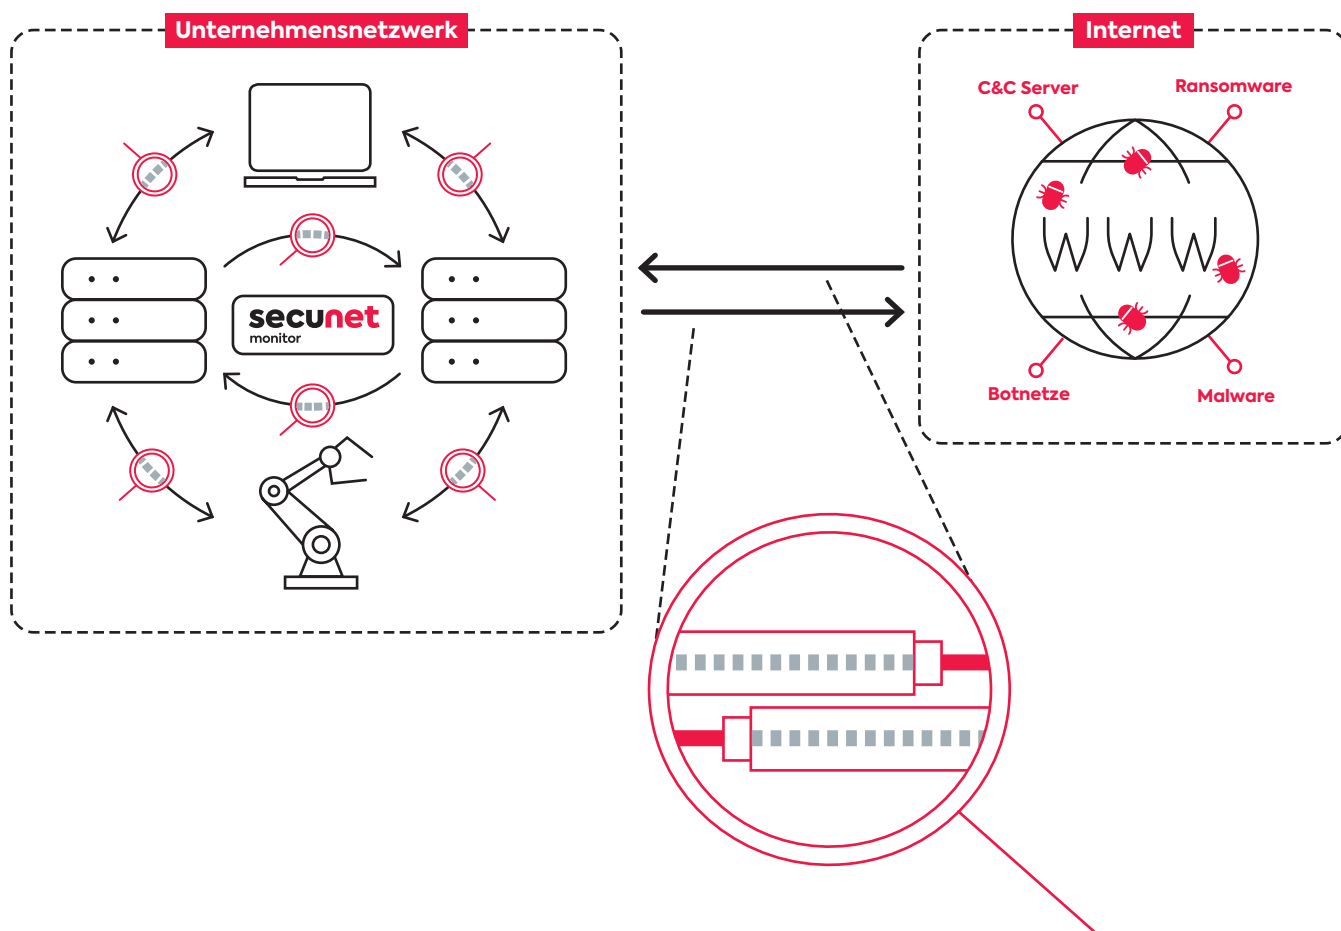 Unternehmensnetzwerk
Internet
C&C Server
Ransomware
W W W
secunet
monitor
Botnetze
Malware